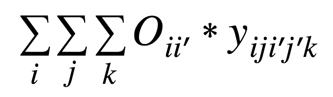 ∑_i ∑_j ∑_k O_{ii′} * y_{iji′j′k}